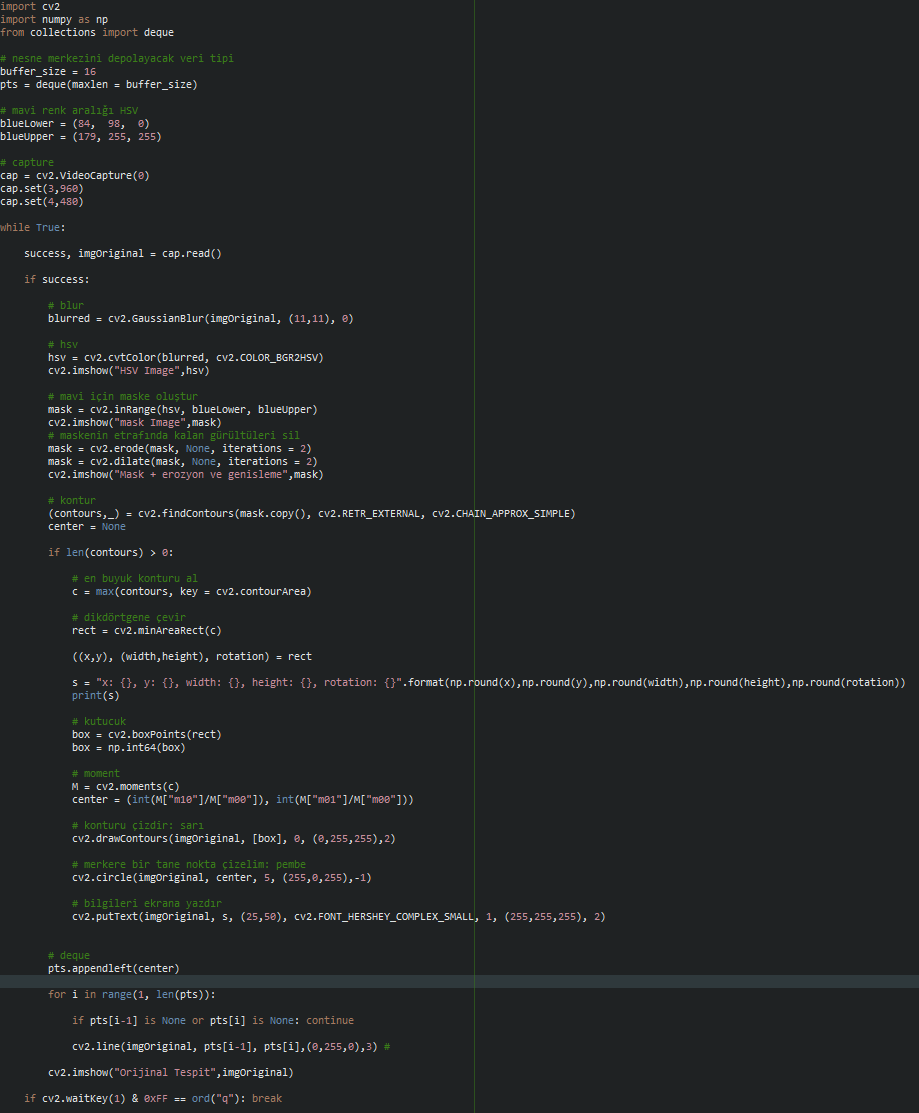 import cv2
import numpy as np
from collections import deque
# nesne merkezini depolayacak veri tipi
buffer_size = 16
pts = deque(maxlen = buffer_size)
# mavi renk aralığı HSV
blueLower = (84,  98,  0)
blueUpper = (179, 255, 255)
# capture
cap = cv2.VideoCapture(0)
cap.set(3,960)
cap.set(4,480)
while True:
    success, imgOriginal = cap.read()
    if success:
        # blur
        blurred = cv2.GaussianBlur(imgOriginal, (11,11), 0)
        # hsv
        hsv = cv2.cvtColor(blurred, cv2.COLOR_BGR2HSV)
        cv2.imshow("HSV Image",hsv)
        # mavi için maske oluştur
        mask = cv2.inRange(hsv, blueLower, blueUpper)
        cv2.imshow("mask Image",mask)
        # maskenin etrafında kalan gürültüleri sil
        mask = cv2.erode(mask, None, iterations = 2)
        mask = cv2.dilate(mask, None, iterations = 2)
        cv2.imshow("Mask + erozyon ve genisleme",mask)
        # kontur
        (contours,_) = cv2.findContours(mask.copy(), cv2.RETR_EXTERNAL, cv2.CHAIN_APPROX_SIMPLE)
        center = None
        if len(contours) > 0:
            # en buyuk konturu al
            c = max(contours, key = cv2.contourArea)
            # dikdörtgene çevir
            rect = cv2.minAreaRect(c)
            ((x,y), (width,height), rotation) = rect
            s = "x: {}, y: {}, width: {}, height: {}, rotation: {}".format(np.round(x),np.round(y),np.round(width),np.round(height),np.round(rotation))
            print(s)
            # kutucuk
            box = cv2.boxPoints(rect)
            box = np.int64(box)
            # moment
            M = cv2.moments(c)
            center = (int(M["m10"]/M["m00"]), int(M["m01"]/M["m00"]))
            # konturu çizdir: sarı
            cv2.drawContours(imgOriginal, [box], 0, (0,255,255),2)
            # merkere bir tane nokta çizelim: pembe
            cv2.circle(imgOriginal, center, 5, (255,0,255),-1)
            # bilgileri ekrana yazdır
            cv2.putText(imgOriginal, s, (25,50), cv2.FONT_HERSHEY_COMPLEX_SMALL, 1, (255,255,255), 2)
        # deque
        pts.appendleft(center)
        for i in range(1, len(pts)):
            if pts[i-1] is None or pts[i] is None: continue
            cv2.line(imgOriginal, pts[i-1], pts[i],(0,255,0),3) #
        cv2.imshow("Orijinal Tespit",imgOriginal)
    if cv2.waitKey(1) & 0xFF == ord("q"): break